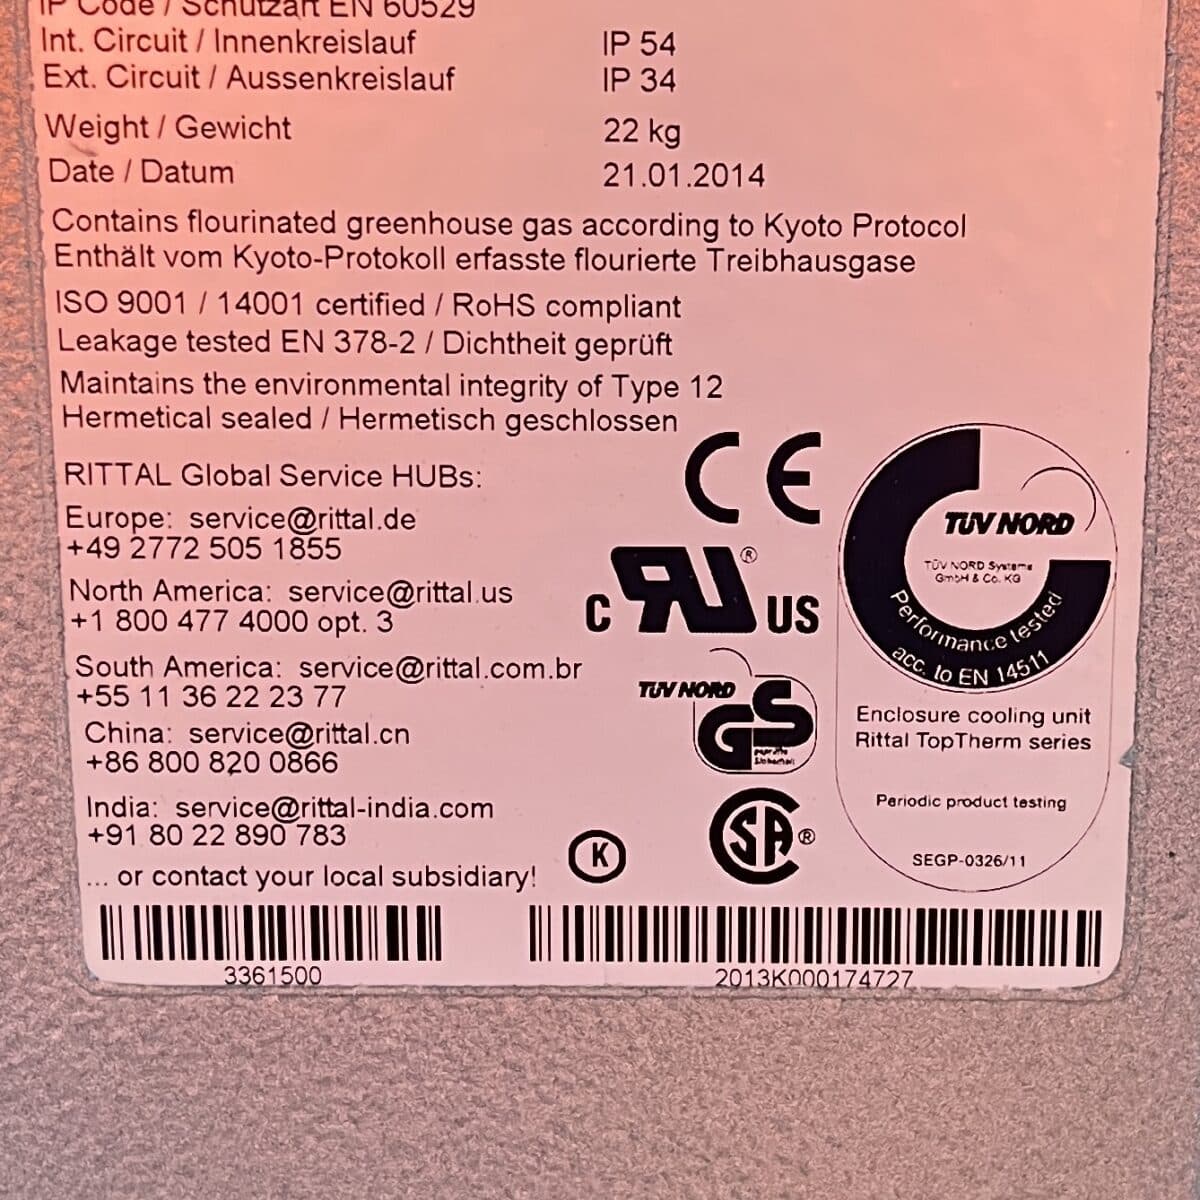 IP Code / Schutzart EN 60529
Int. Circuit / Innenkreislauf IP 54
Ext. Circuit / Aussenkreislauf IP 34
Weight / Gewicht 22 kg
Date / Datum 21.01.2014
Contains flourinated greenhouse gas according to Kyoto Protocol
Enthält vom Kyoto-Protokoll erfasste flourierte Treibhausgase
ISO 9001 / 14001 certified / RoHS compliant
Leakage tested EN 378-2 / Dichtheit geprüft
Maintains the environmental integrity of Type 12
Hermetical sealed / Hermetisch geschlossen
RITTAL Global Service HUBs:
Europe: service@rittal.de
+49 2772 505 1855
North America: service@rittal.us
+1 800 477 4000 opt. 3
South America: service@rittal.com.br
+55 11 36 22 23 77
China: service@rittal.cn
+86 800 820 0866
India: service@rittal-india.com
+91 80 22 890 783
... or contact your local subsidiary!
CE
C RU ® US
TÜV NORD
GS
K
SA ®
TÜV NORD
TÜV NORD Systems
GmbH & Co. KG
Performance tested
acc. to EN 14511
Enclosure cooling unit
Rittal TopTherm series
Periodic product testing
SEGP-0326/11
3361500
2013K000174727